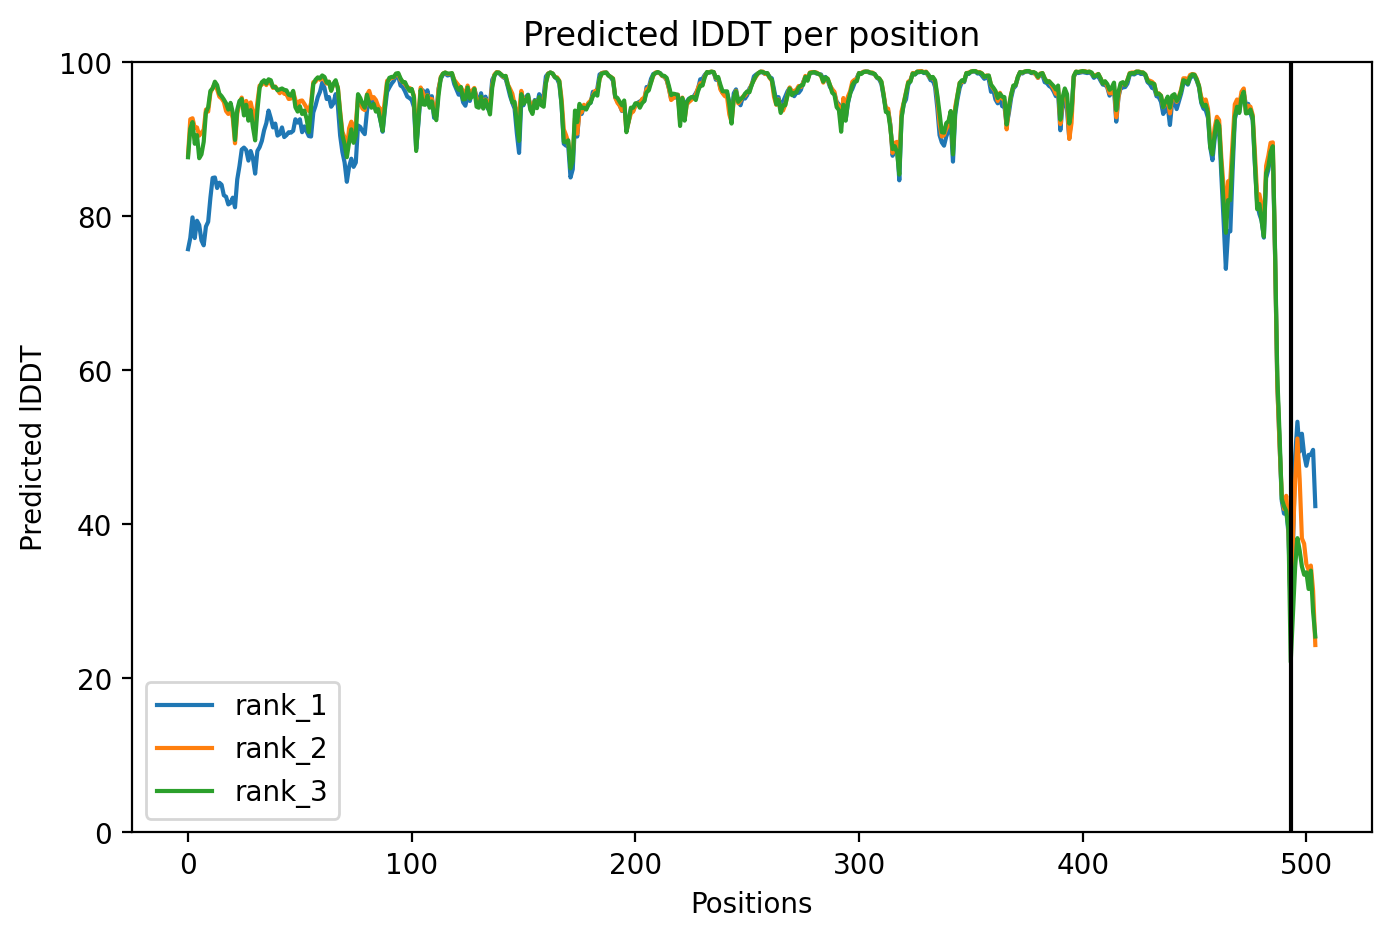 Predicted lDDT per position
100
80
60
40
20
0
Predicted lDDT
rank_1
rank_2
rank_3
0 100 200 300 400 500
Positions